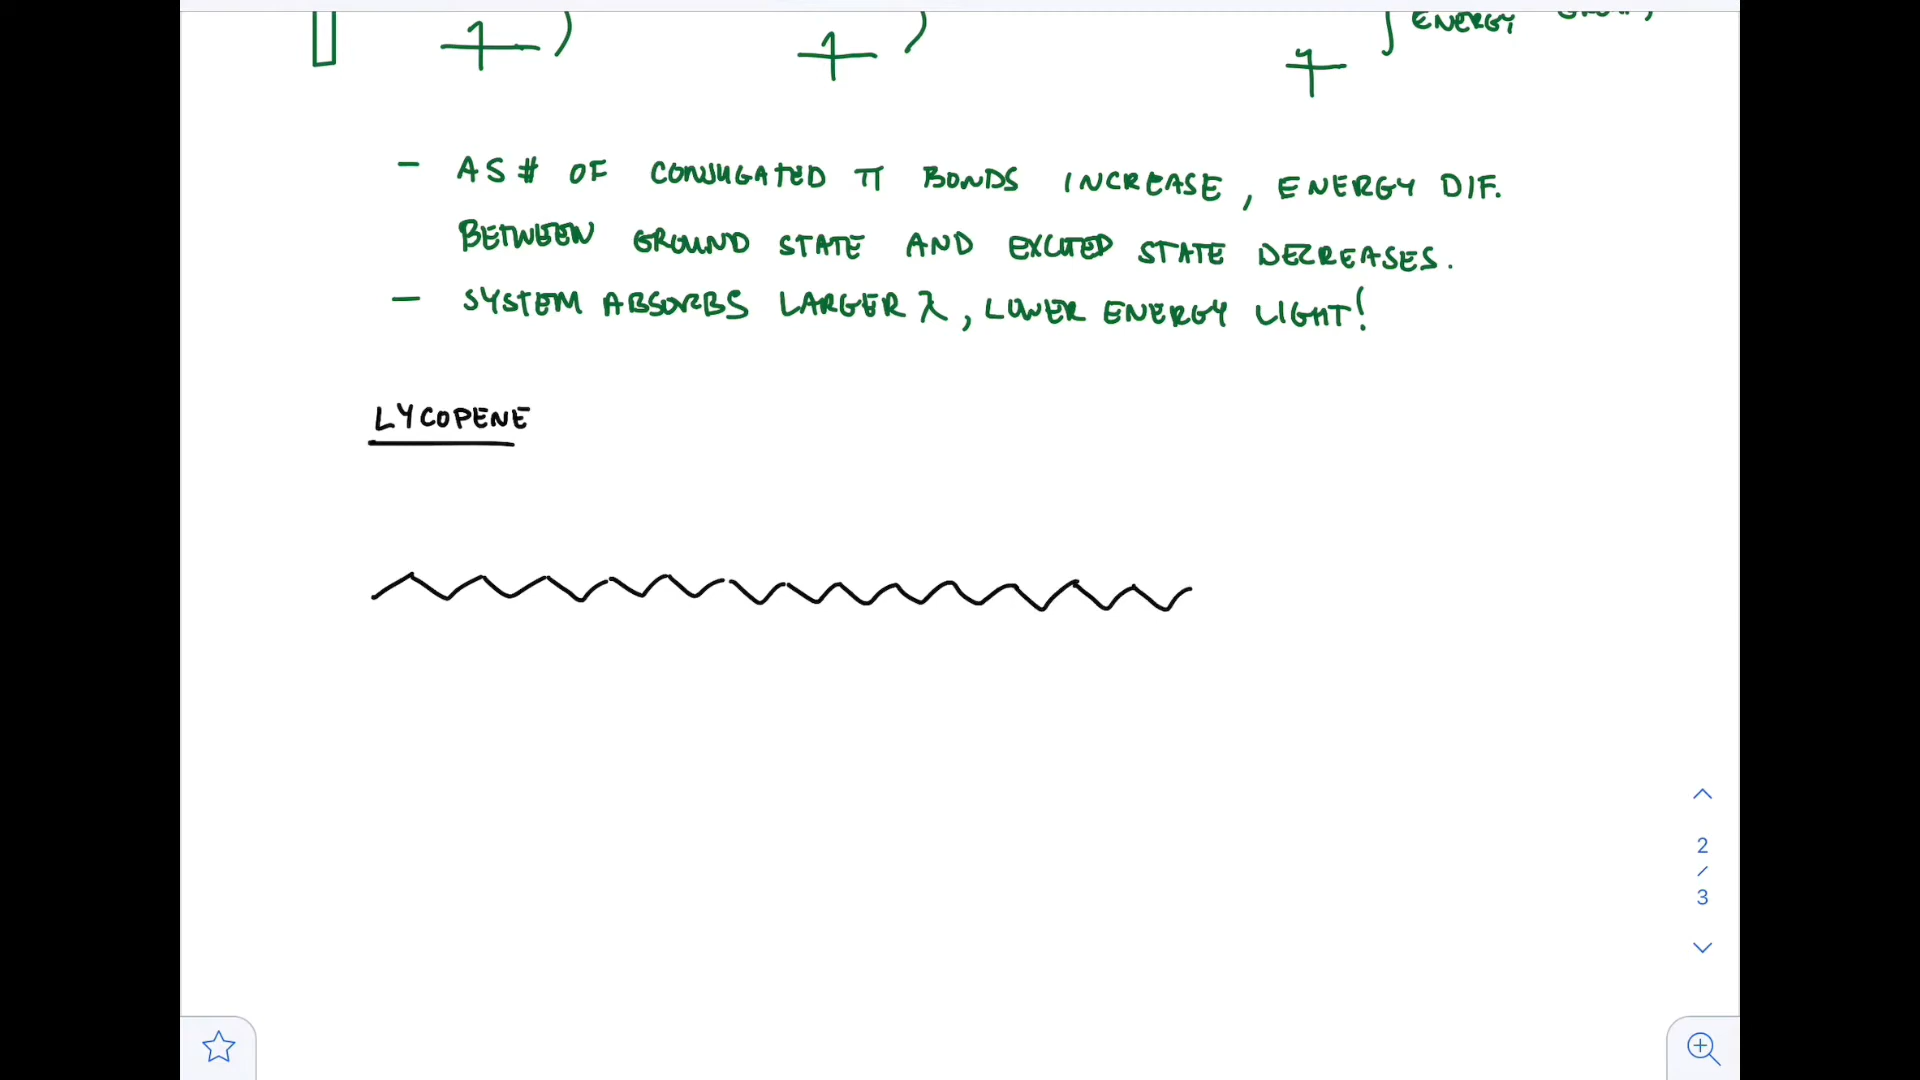 ENERGY
- AS # OF CONJUGATED π BONDS INCREASE, ENERGY DIF.
BETWEEN GROUND STATE AND EXCITED STATE DECREASES.
- SYSTEM ABSORBS LARGER λ, LOWER ENERGY LIGHT!
LYCOPENE
2
/
3